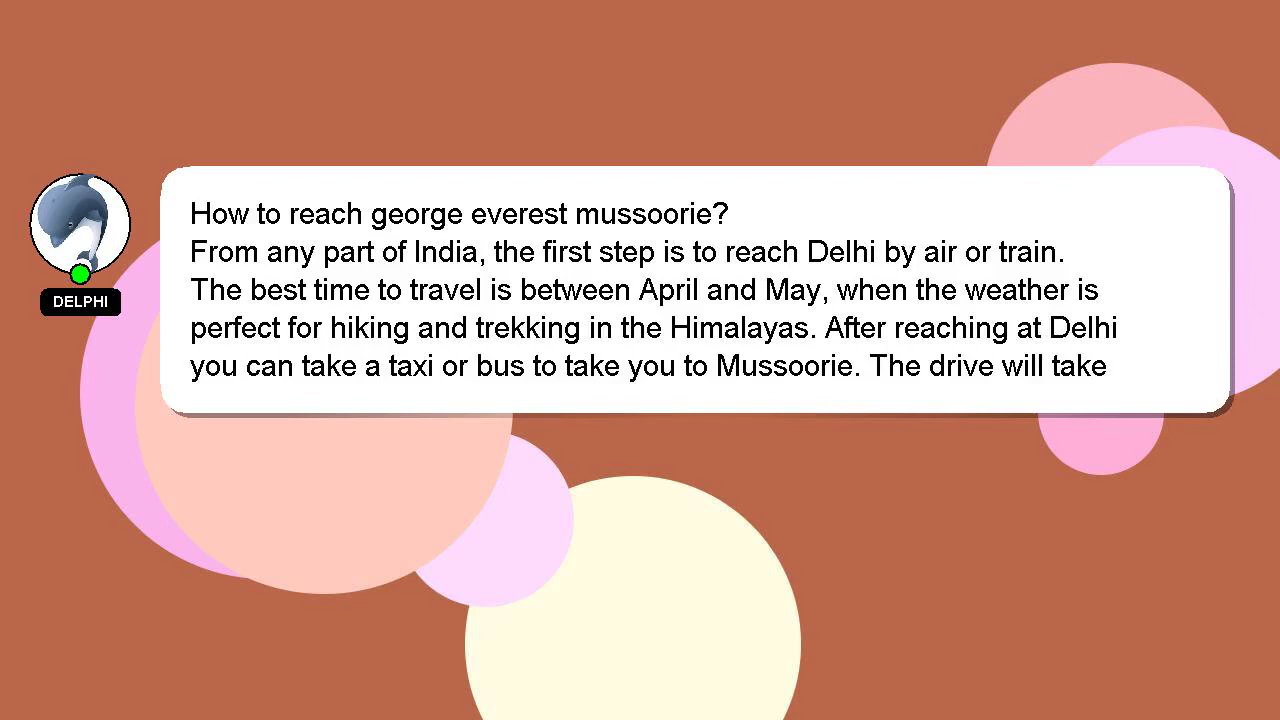 How to reach george everest mussoorie?
From any part of India, the first step is to reach Delhi by air or train.
The best time to travel is between April and May, when the weather is
perfect for hiking and trekking in the Himalayas. After reaching at Delhi
you can take a taxi or bus to take you to Mussoorie. The drive will take
DELPHI